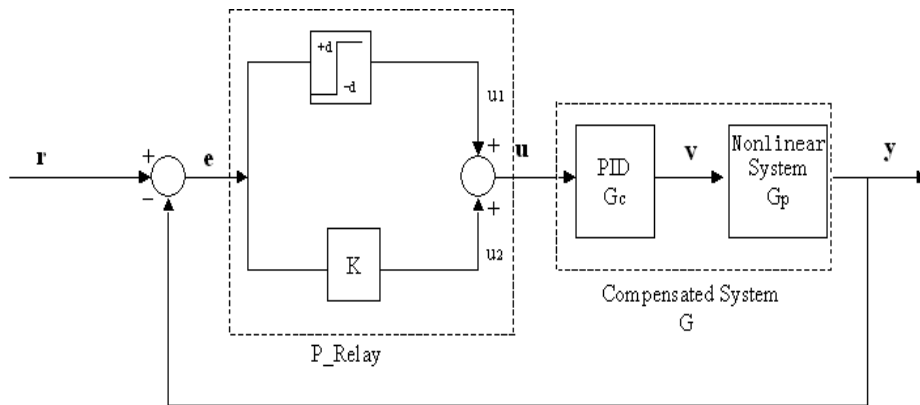 +d
−d
u1
r
+
−
e
+
u
+
K
u2
P_Relay
PID
Gc
v
Nonlinear
System
Gp
y
Compensated System
G